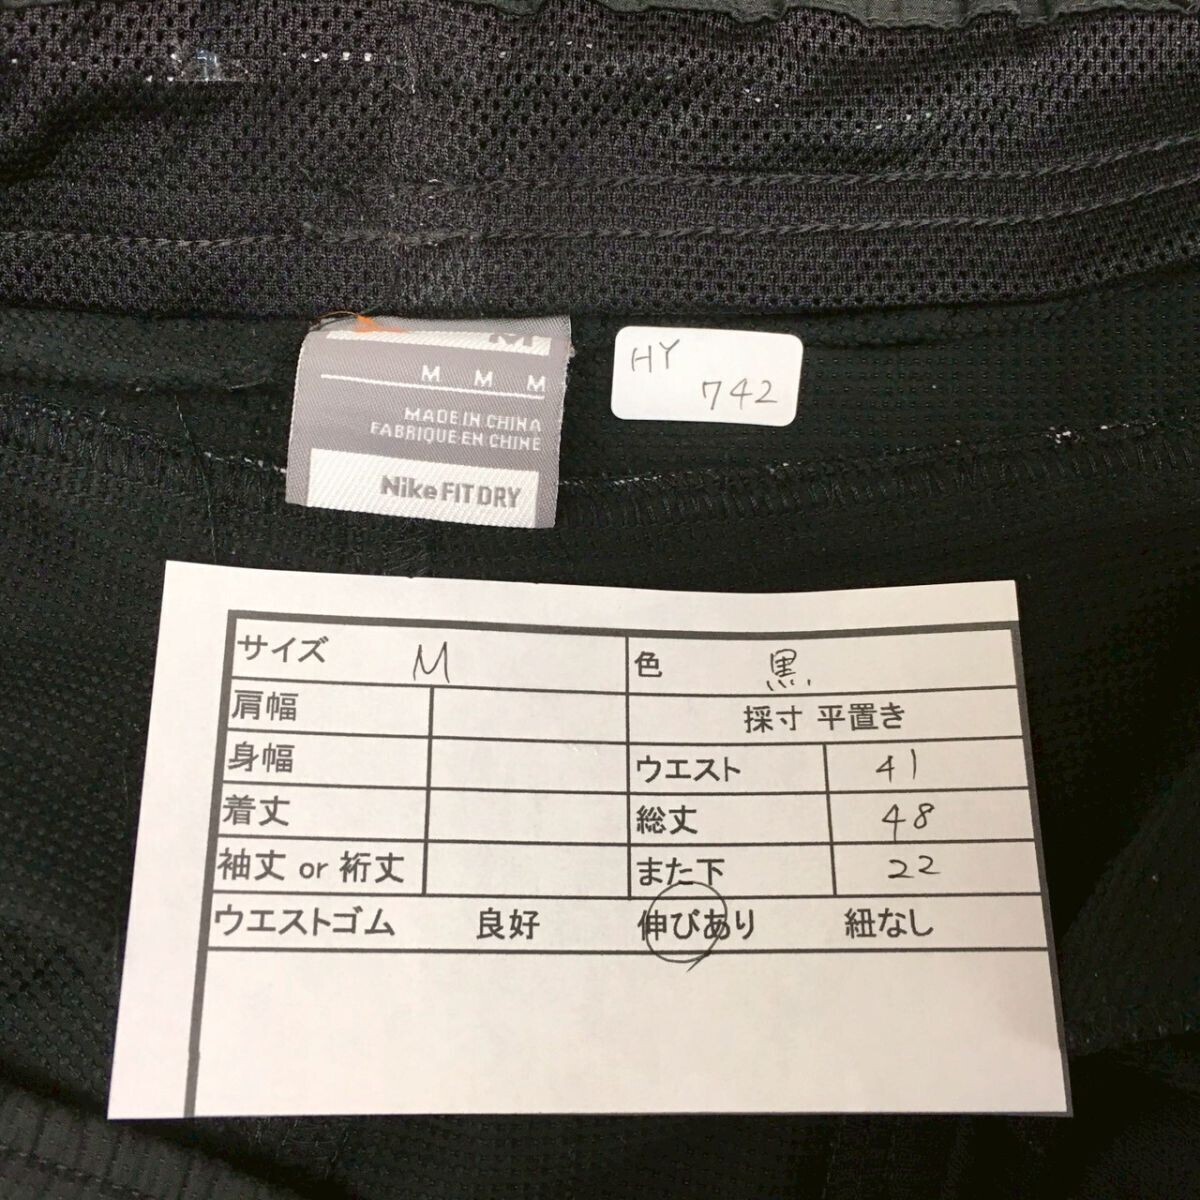 M
M M M
MADE IN CHINA
FABRIQUE EN CHINE
Nike FIT DRY
HY
742
サイズ M 色 黒
肩幅 採寸 平置き
身幅 ウエスト 41
着丈 総丈 48
袖丈 or 裄丈 また下 22
ウエストゴム 良好 伸びあり 紐なし